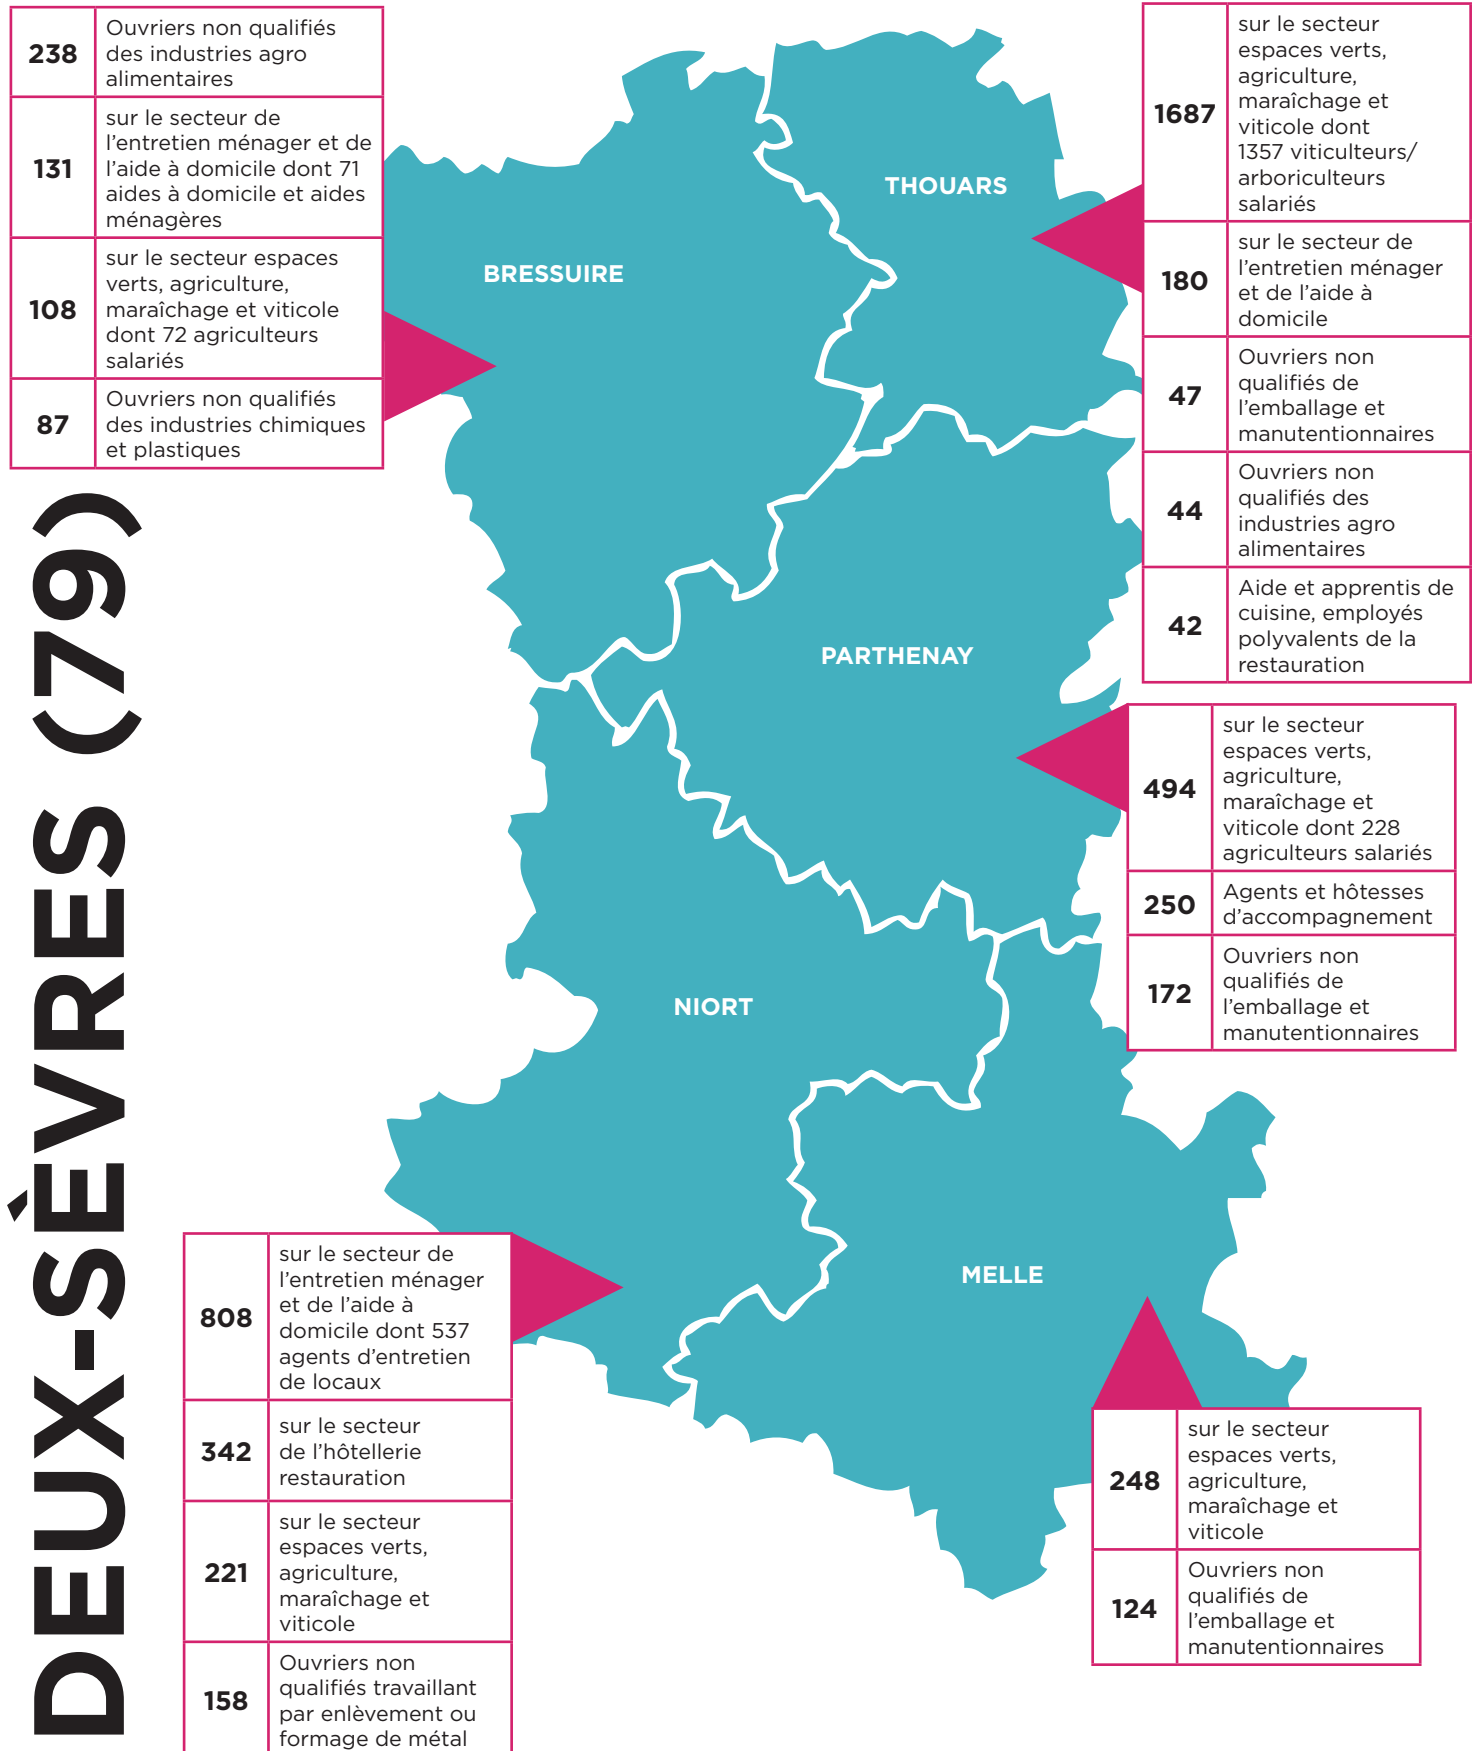 DEUX-SÈVRES (79)
238
Ouvriers non qualifiés
des industries agro
alimentaires
131
sur le secteur de
l'entretien ménager et de
l'aide à domicile dont 71
aides à domicile et aides
ménagères
108
sur le secteur espaces
verts, agriculture,
maraîchage et viticole
dont 72 agriculteurs
salariés
87
Ouvriers non qualifiés
des industries chimiques
et plastiques
BRESSUIRE
THOUARS
1687
sur le secteur
espaces verts,
agriculture,
maraîchage et
viticole dont
1357 viticulteurs/
arboriculteurs
salariés
180
sur le secteur de
l'entretien ménager
et de l'aide à
domicile
47
Ouvriers non
qualifiés de
l'emballage et
manutentionnaires
44
Ouvriers non
qualifiés des
industries agro
alimentaires
42
Aide et apprentis de
cuisine, employés
polyvalents de la
restauration
PARTHENAY
494
sur le secteur
espaces verts,
agriculture,
maraîchage et
viticole dont 228
agriculteurs salariés
250
Agents et hôtesses
d'accompagnement
172
Ouvriers non
qualifiés de
l'emballage et
manutentionnaires
NIORT
808
sur le secteur de
l'entretien ménager
et de l'aide à
domicile dont 537
agents d'entretien
de locaux
342
sur le secteur
de l'hôtellerie
restauration
221
sur le secteur
espaces verts,
agriculture,
maraîchage et
viticole
158
Ouvriers non
qualifiés travaillant
par enlèvement ou
formage de métal
MELLE
248
sur le secteur
espaces verts,
agriculture,
maraîchage et
viticole
124
Ouvriers non
qualifiés de
l'emballage et
manutentionnaires